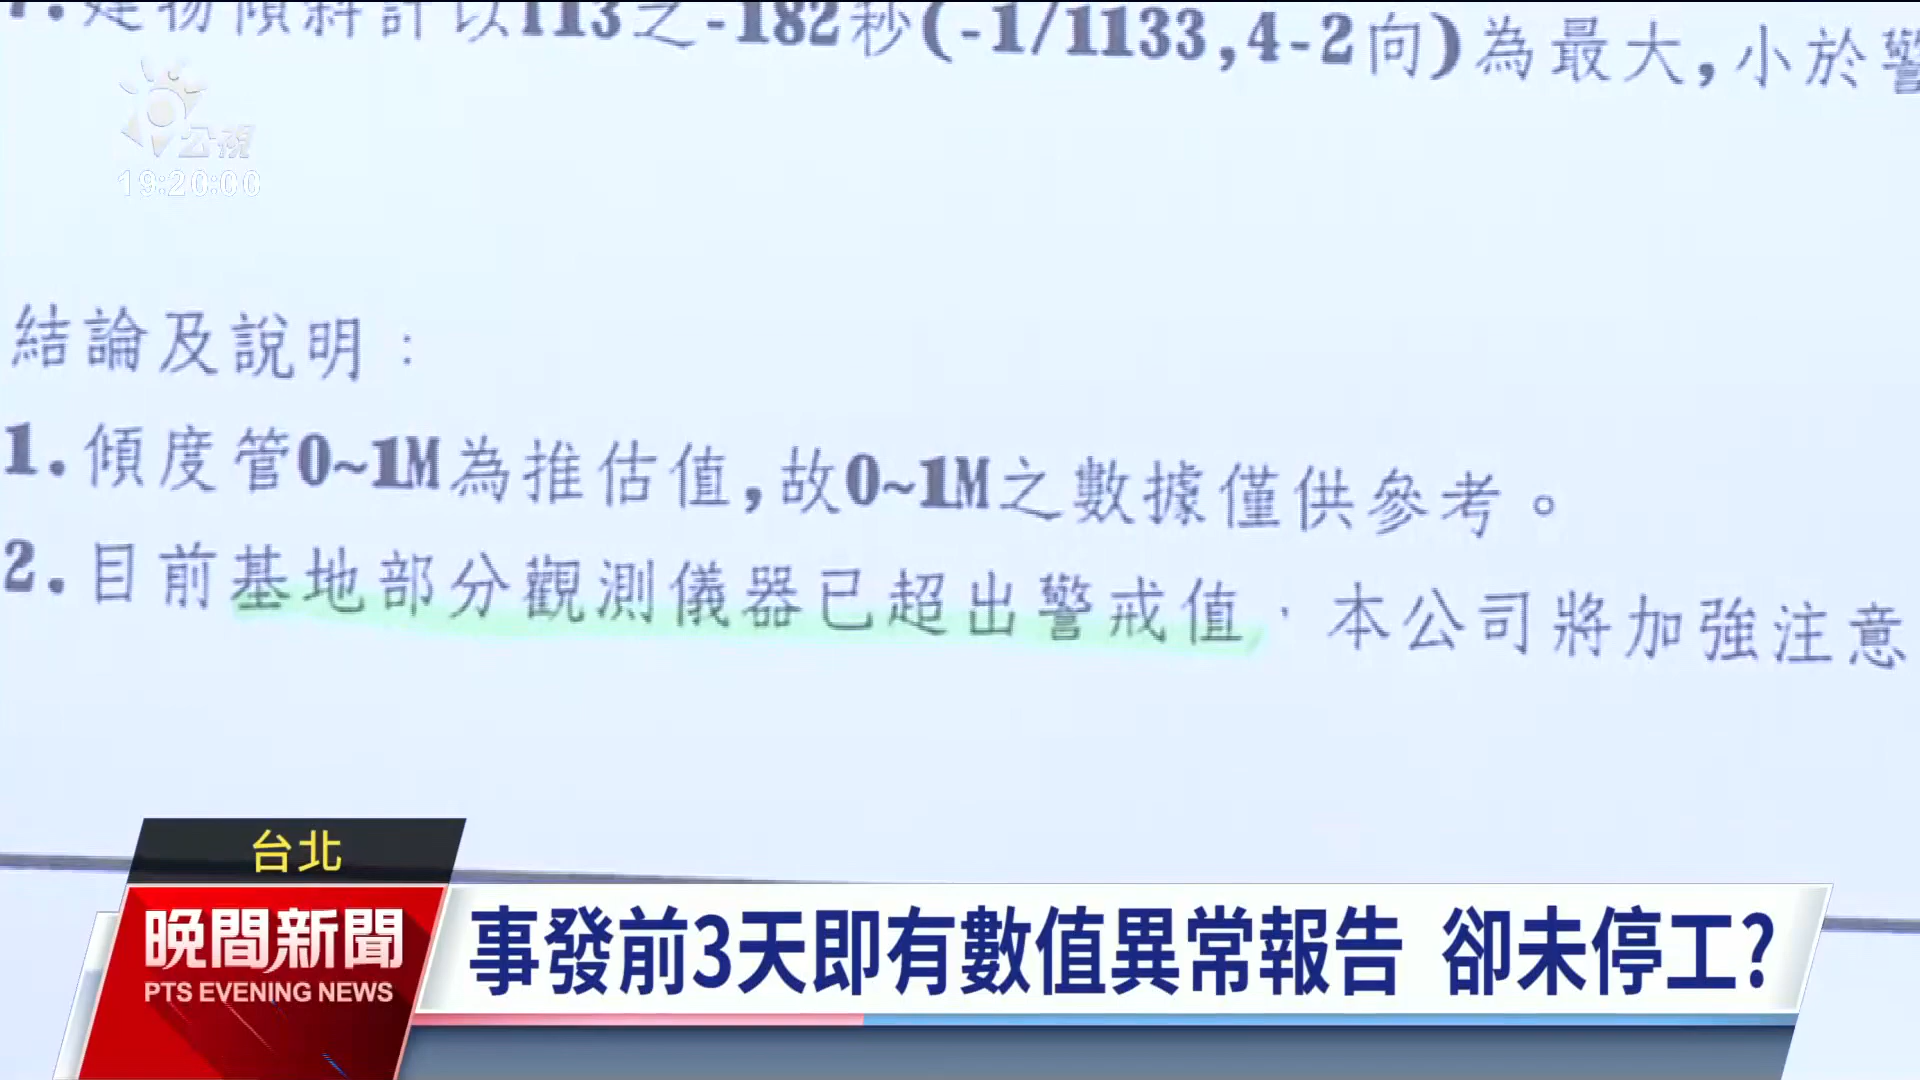 7.建物傾斜計以113之-182秒(-1/1133,4-2向)為最大,小於警
公視
19:20:00
結論及說明：
1.傾度管0~1M為推估值,故0~1M之數據僅供參考。
2.目前基地部分觀測儀器已超出警戒值，本公司將加強注意
台北
晚間新聞
PTS EVENING NEWS
事發前3天即有數值異常報告 卻未停工?